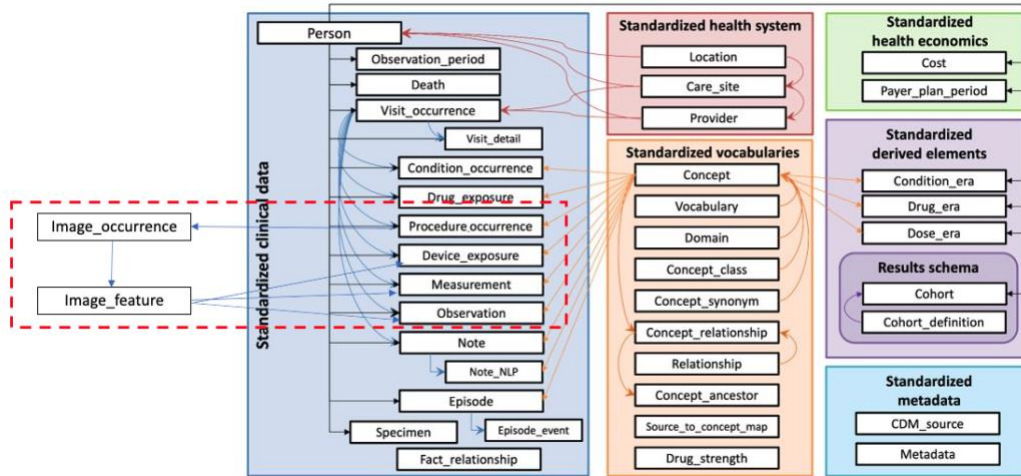 Person
Observation_period
Death
Visit_occurrence
Visit_detail
Condition_occurrence
Drug_exposure
Procedure_occurrence
Device_exposure
Measurement
Observation
Note
Note_NLP
Episode
Specimen
Episode_event
Fact_relationship
Standardized clinical data
Image_occurrence
Image_feature
Standardized health system
Location
Care_site
Provider
Standardized vocabularies
Concept
Vocabulary
Domain
Concept_class
Concept_synonym
Concept_relationship
Relationship
Concept_ancestor
Source_to_concept_map
Drug_strength
Standardized
health economics
Cost
Payer_plan_period
Standardized
derived elements
Condition_era
Drug_era
Dose_era
Results schema
Cohort
Cohort_definition
Standardized
metadata
CDM_source
Metadata